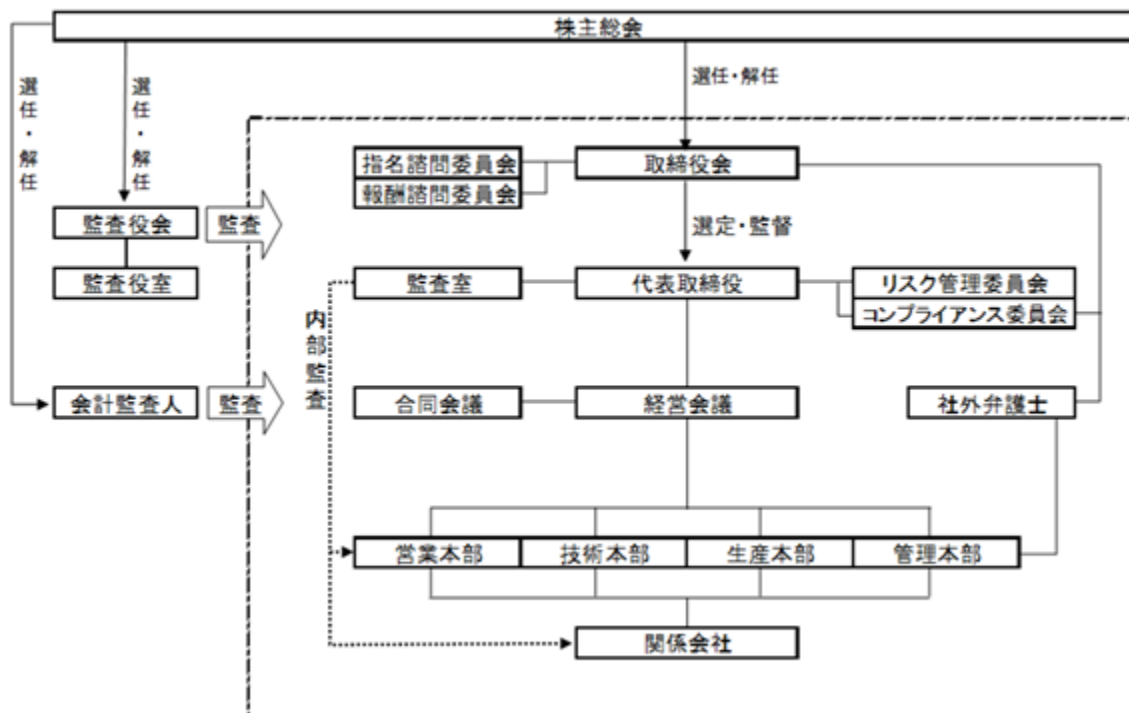 株主総会
選任・解任
選任・解任
選任・解任
指名諮問委員会
取締役会
報酬諮問委員会
監査役会
監査
選定・監督
監査役室
監査室
代表取締役
リスク管理委員会
コンプライアンス委員会
内部監査
会計監査人
監査
合同会議
経営会議
社外弁護士
営業本部
技術本部
生産本部
管理本部
関係会社